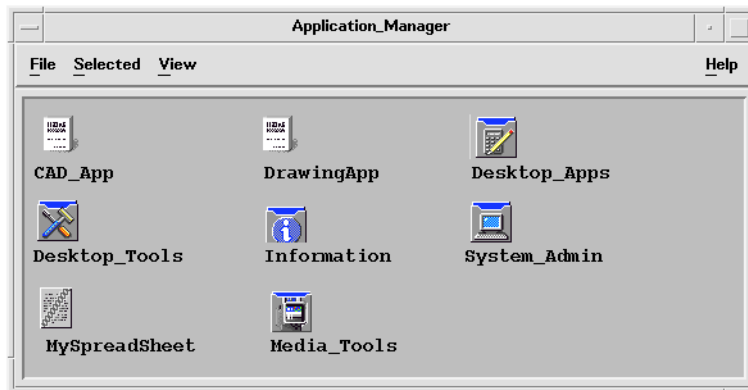 Application_Manager
File Selected View Help
CAD_App DrawingApp Desktop_Apps
Desktop_Tools Information System_Admin
MySpreadSheet Media_Tools